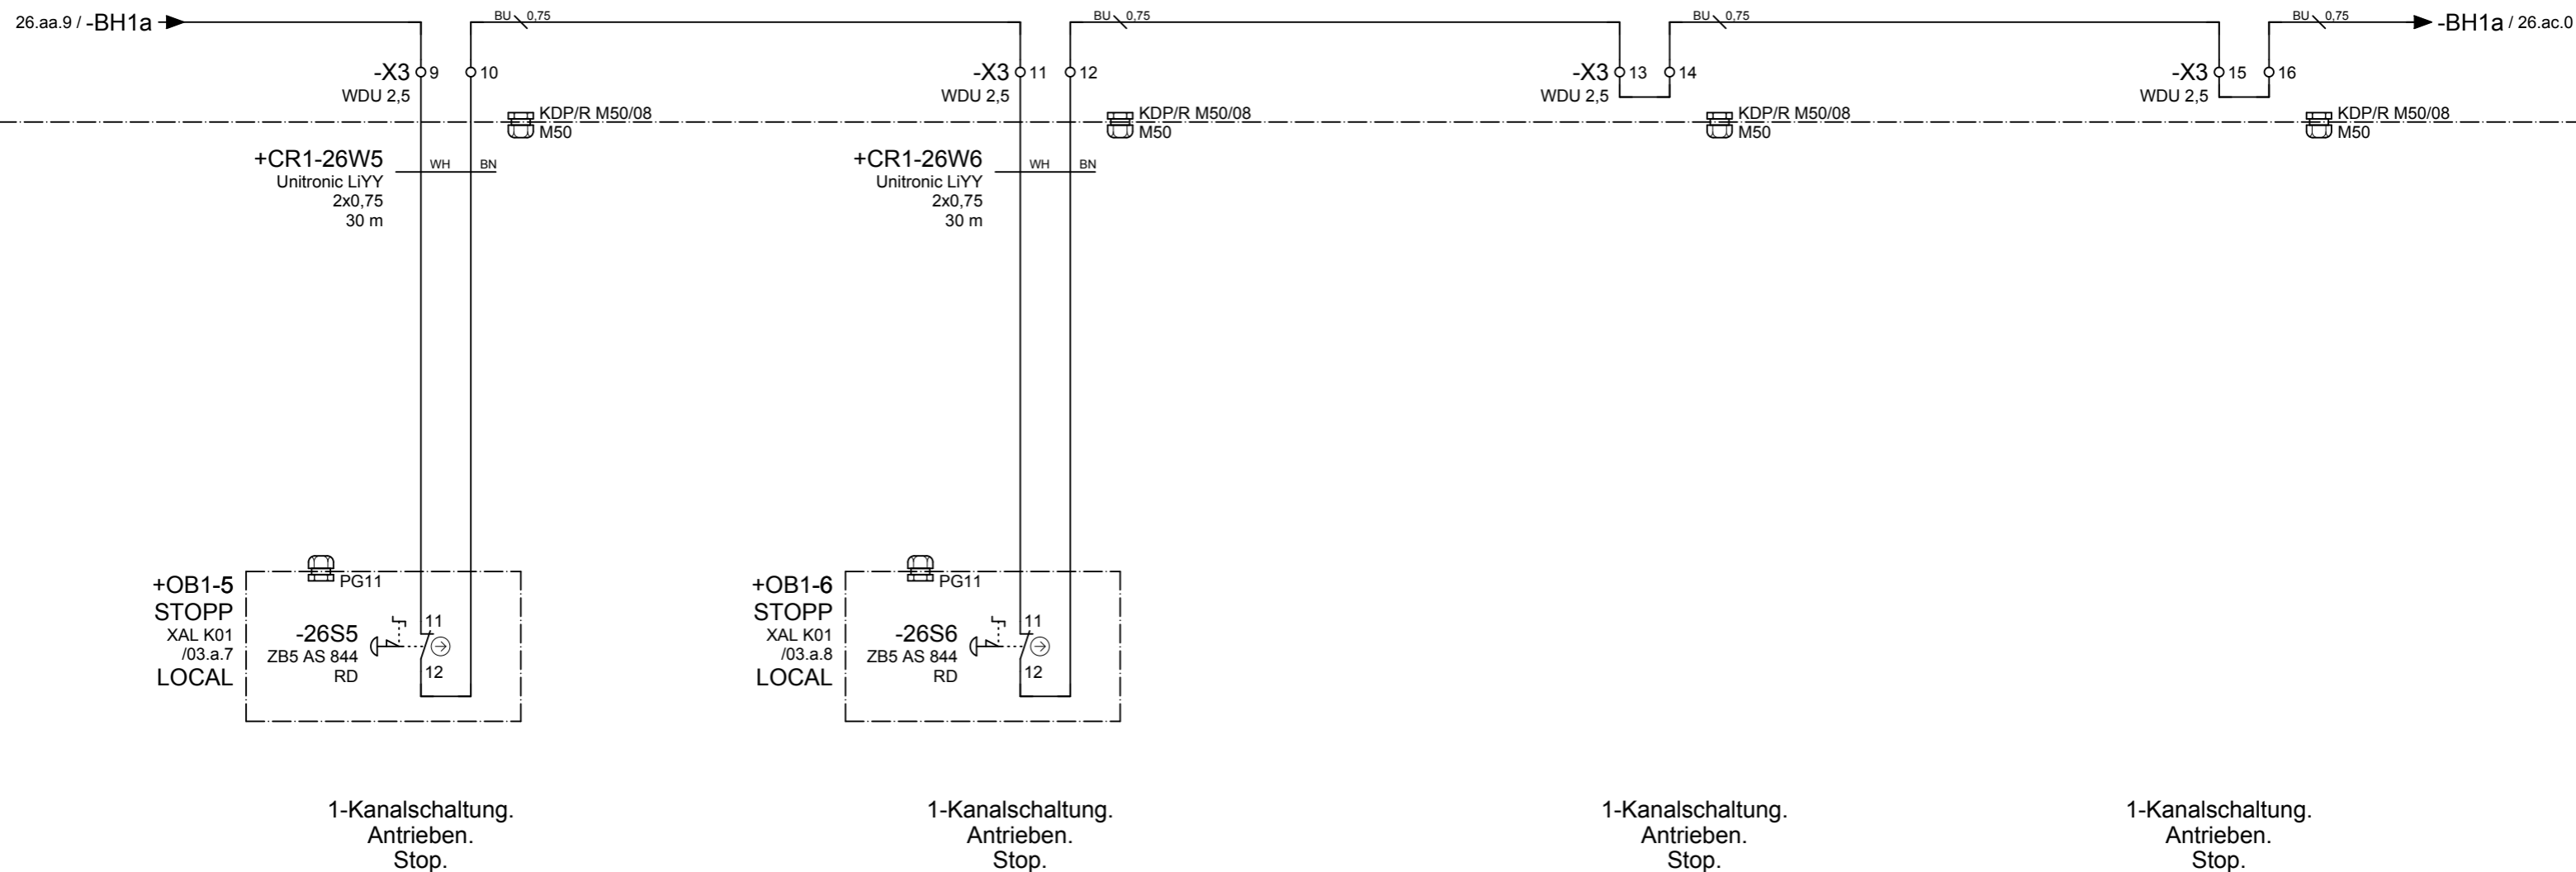 26.aa.9 / -BH1a
BU 0,75
BU 0,75
BU 0,75
BU 0,75
-BH1a / 26.ac.0
-X3 9 10
WDU 2,5
-X3 11 12
WDU 2,5
-X3 13 14
WDU 2,5
-X3 15 16
WDU 2,5
KDP/R M50/08
M50
KDP/R M50/08
M50
KDP/R M50/08
M50
KDP/R M50/08
M50
+CR1-26W5
Unitronic LiYY
2x0,75
30 m
WH BN
+CR1-26W6
Unitronic LiYY
2x0,75
30 m
WH BN
+OB1-5
STOPP
XAL K01
/03.a.7
LOCAL
PG11
-26S5
ZB5 AS 844
RD
11
12
+OB1-6
STOPP
XAL K01
/03.a.8
LOCAL
PG11
-26S6
ZB5 AS 844
RD
11
12
1-Kanalschaltung.
Antrieben.
Stop.
1-Kanalschaltung.
Antrieben.
Stop.
1-Kanalschaltung.
Antrieben.
Stop.
1-Kanalschaltung.
Antrieben.
Stop.